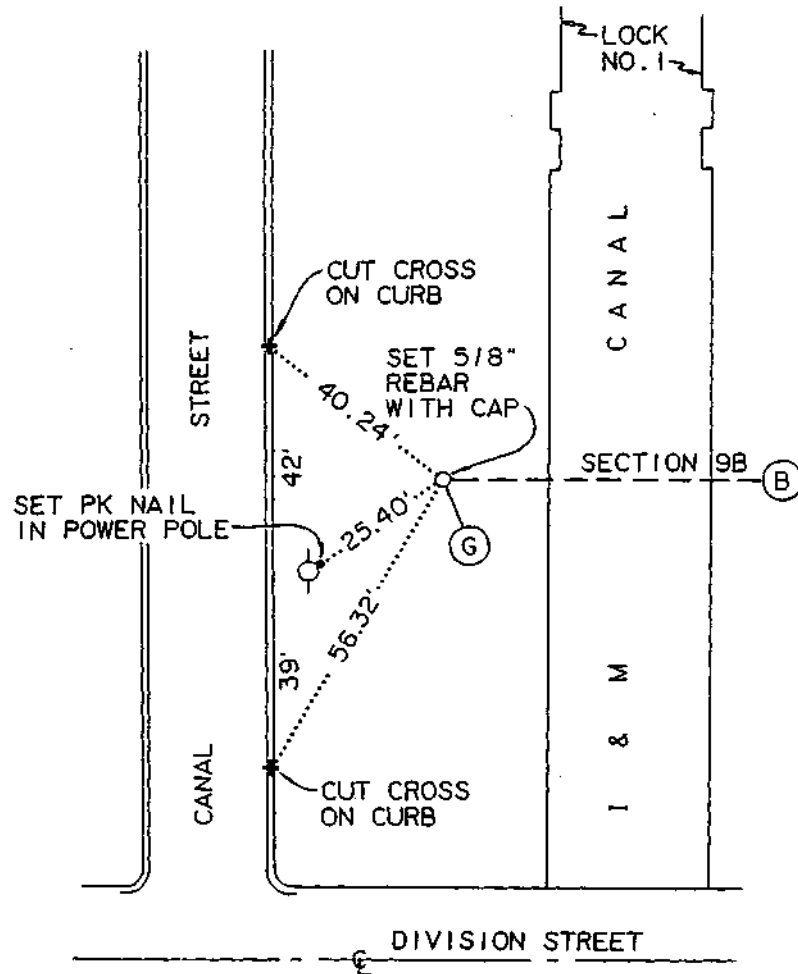 LOCK
NO. 1
CANAL
I & M
CUT CROSS
ON CURB
STREET
CANAL
SET 5/8"
REBAR
WITH CAP
40.24'
42'
SECTION 9B
B
G
SET PK NAIL
IN POWER POLE
25.40'
56.32'
39'
CUT CROSS
ON CURB
DIVISION STREET
℄